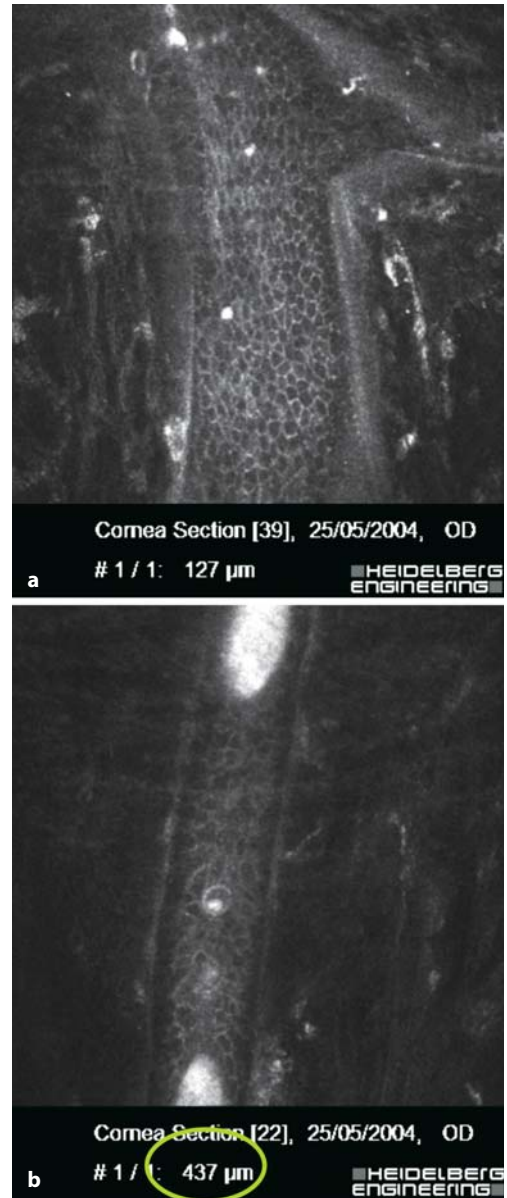 Cornea Section [39], 25/05/2004, OD
# 1 / 1: 127 µm
HEIDELBERG
ENGINEERING
a
Cornea Section [22], 25/05/2004, OD
# 1 / 1: 437 µm
HEIDELBERG
ENGINEERING
b